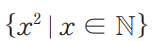 {x² | x ∈ ℕ}